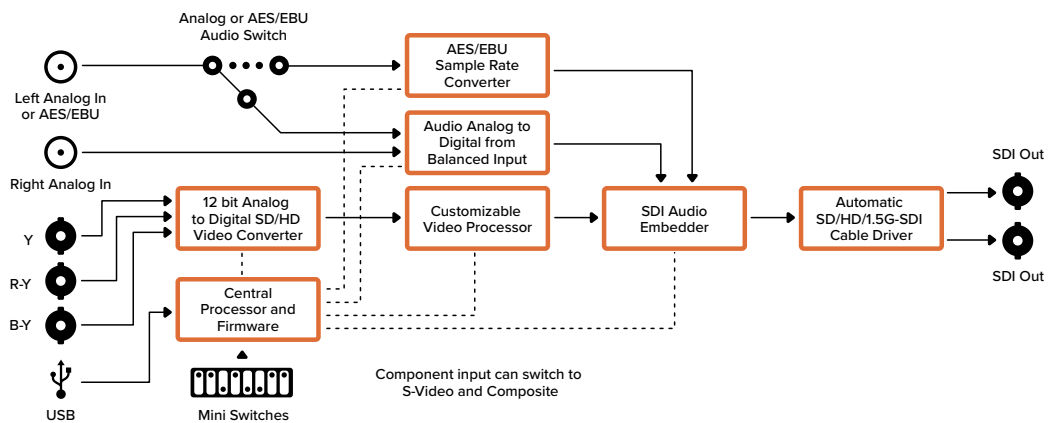 Analog or AES/EBU
Audio Switch
Left Analog In
or AES/EBU
Right Analog In
AES/EBU
Sample Rate
Converter
Audio Analog to
Digital from
Balanced Input
Y
R-Y
B-Y
12 bit Analog
to Digital SD/HD
Video Converter
Customizable
Video Processor
SDI Audio
Embedder
Automatic
SD/HD/1.5G-SDI
Cable Driver
SDI Out
SDI Out
Central
Processor and
Firmware
USB
Mini Switches
Component input can switch to
S-Video and Composite